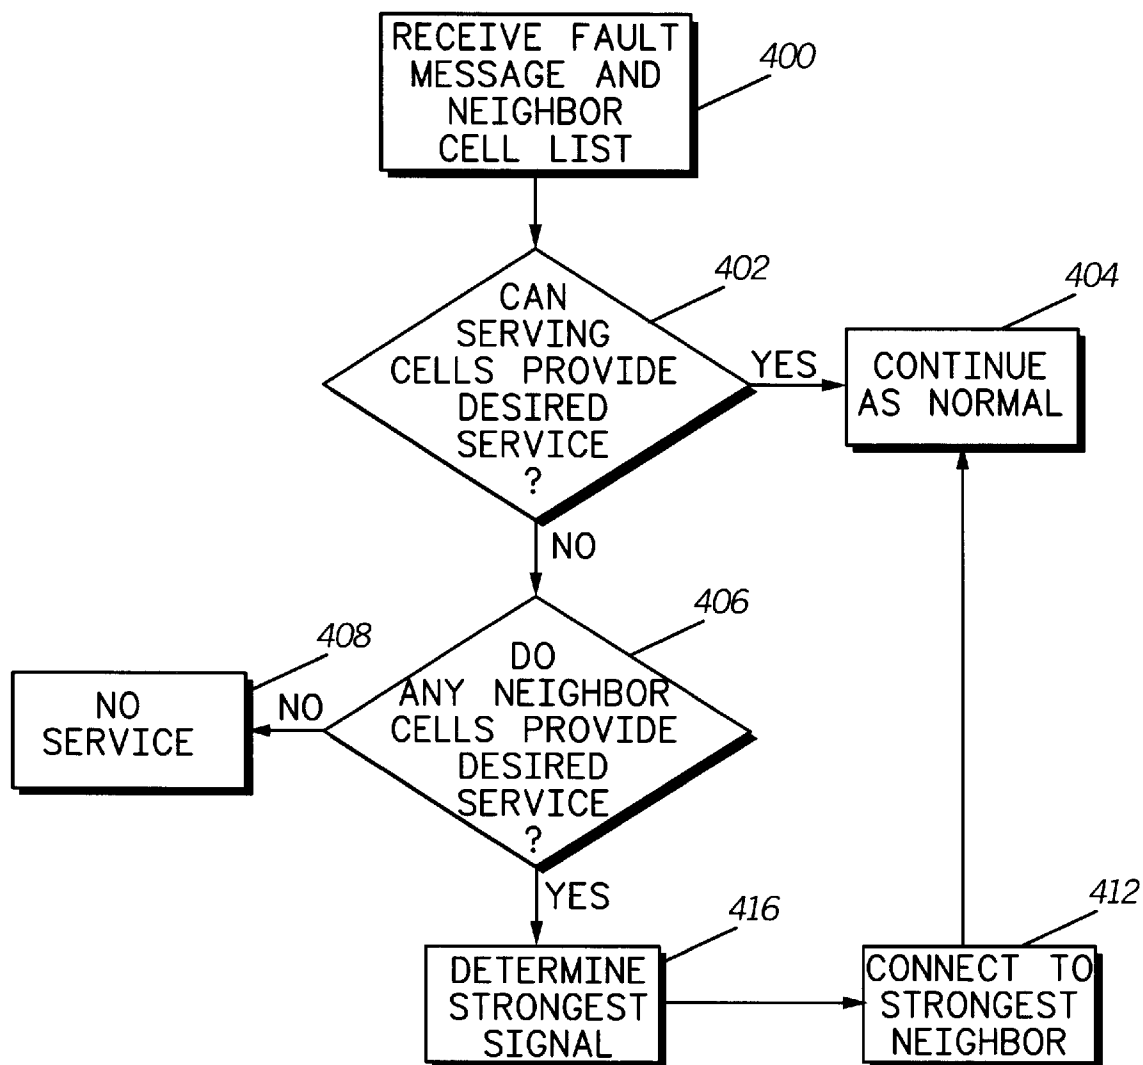 RECEIVE FAULT
MESSAGE AND
NEIGHBOR
CELL LIST
400
CAN
SERVING
CELLS PROVIDE
DESIRED
SERVICE
?
402
YES
404
CONTINUE
AS NORMAL
NO
DO
ANY NEIGHBOR
CELLS PROVIDE
DESIRED
SERVICE
?
406
NO
408
NO
SERVICE
YES
416
DETERMINE
STRONGEST
SIGNAL
412
CONNECT TO
STRONGEST
NEIGHBOR